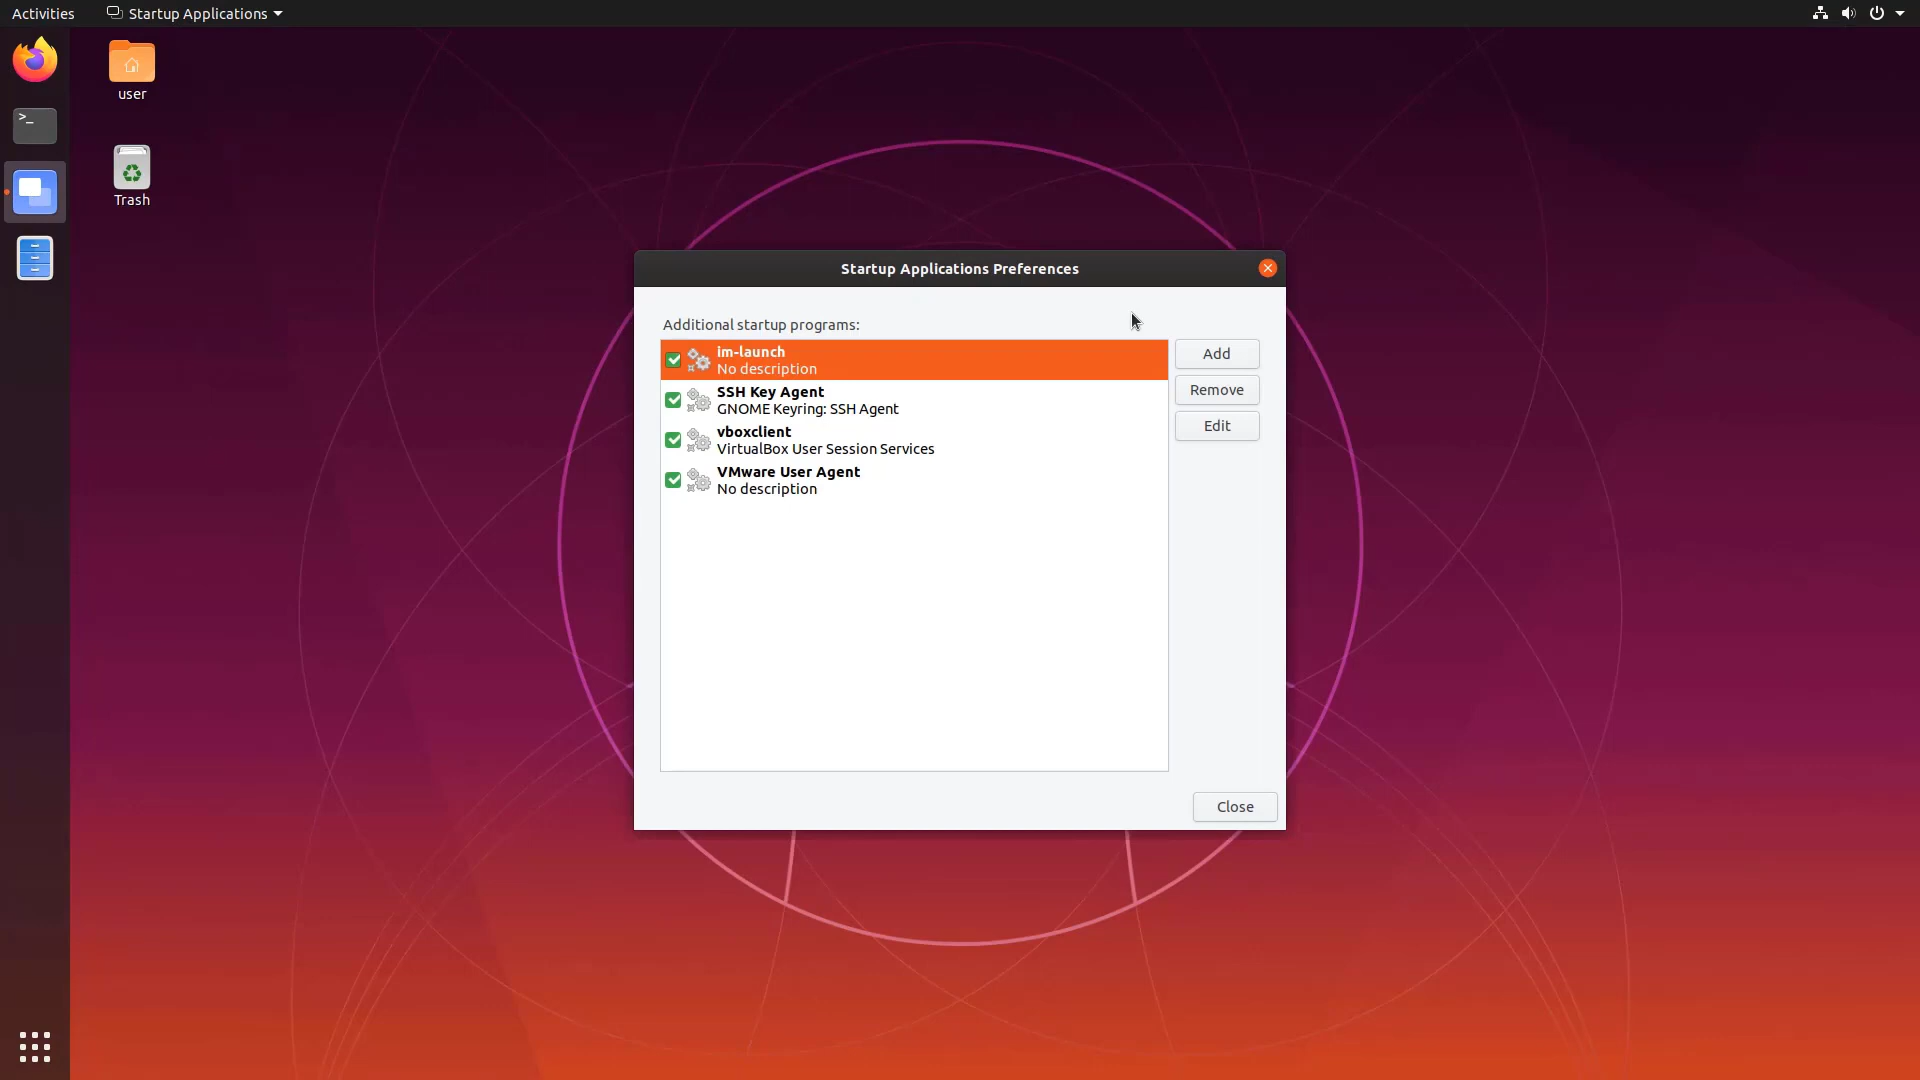 Activities
Startup Applications
>_
user
Trash
Startup Applications Preferences
Additional startup programs:
im-launch
No description
SSH Key Agent
GNOME Keyring: SSH Agent
vboxclient
VirtualBox User Session Services
VMware User Agent
No description
Add
Remove
Edit
Close